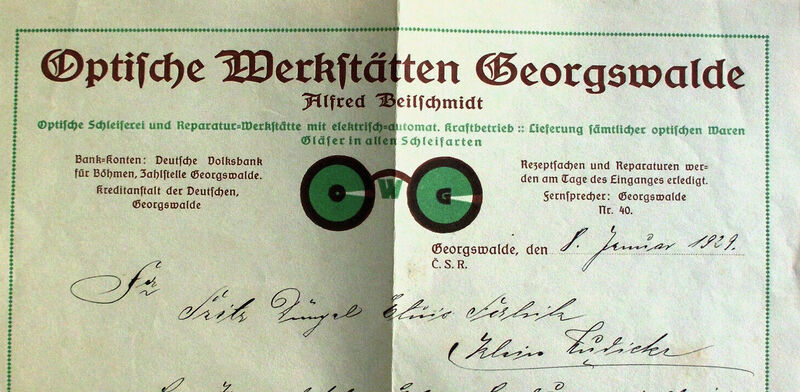 Optische Werkstätten Georgswalde
Alfred Beilschmidt
Optische Schleiferei und Reparatur-Werkstätte mit elektrisch-automat. Kraftbetrieb :: Lieferung sämtlicher optischen Waren
Gläser in allen Schleifarten
Bank-Konten: Deutsche Volksbank
für Böhmen, Zahlstelle Georgswalde.
Kreditanstalt der Deutschen,
Georgswalde
O W G
Rezeptsachen und Reparaturen wer-
den am Tage des Einganges erledigt.
Fernsprecher: Georgswalde
Nr. 40.
Georgswalde, den 8. Januar 1929.
Č. S. R.
Fritz
Klein